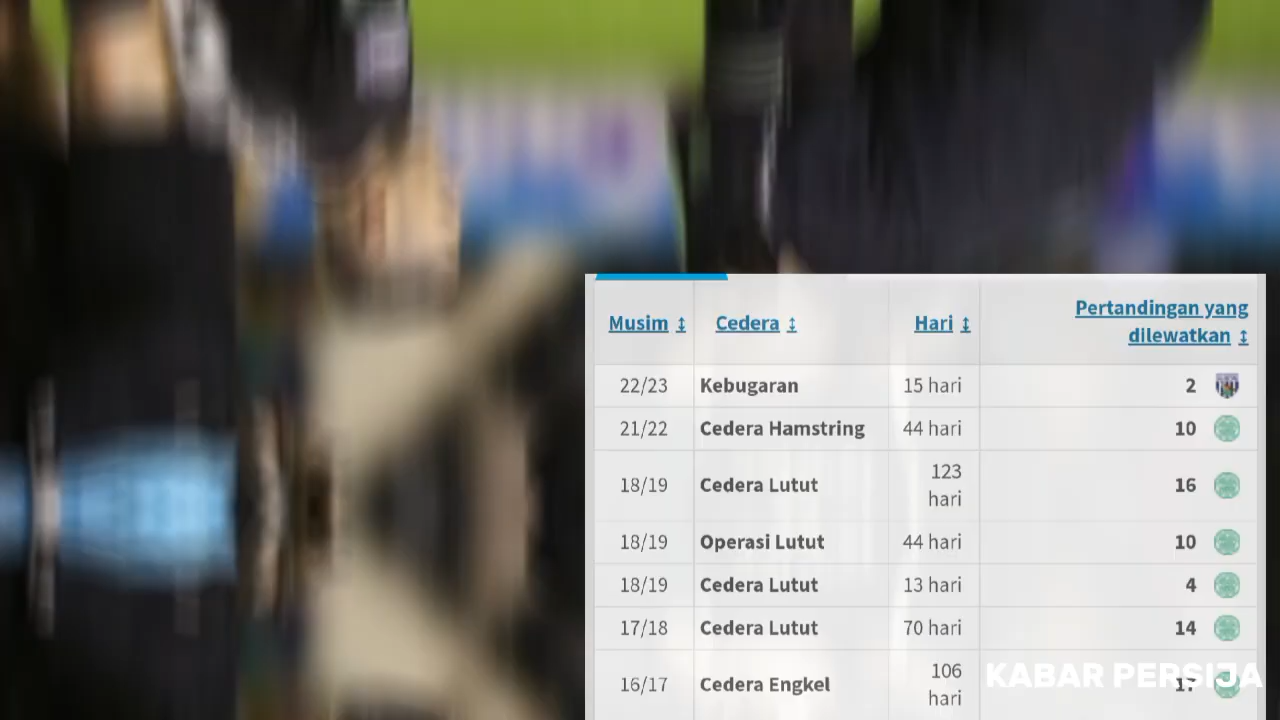 Musim ↕ Cedera ↕ Hari ↕ Pertandingan yang
dilewatkan ↕
22/23 Kebugaran 15 hari 2
21/22 Cedera Hamstring 44 hari 10
18/19 Cedera Lutut 123
hari 16
18/19 Operasi Lutut 44 hari 10
18/19 Cedera Lutut 13 hari 4
17/18 Cedera Lutut 70 hari 14
16/17 Cedera Engkel 106
hari
KABAR PERSIJA